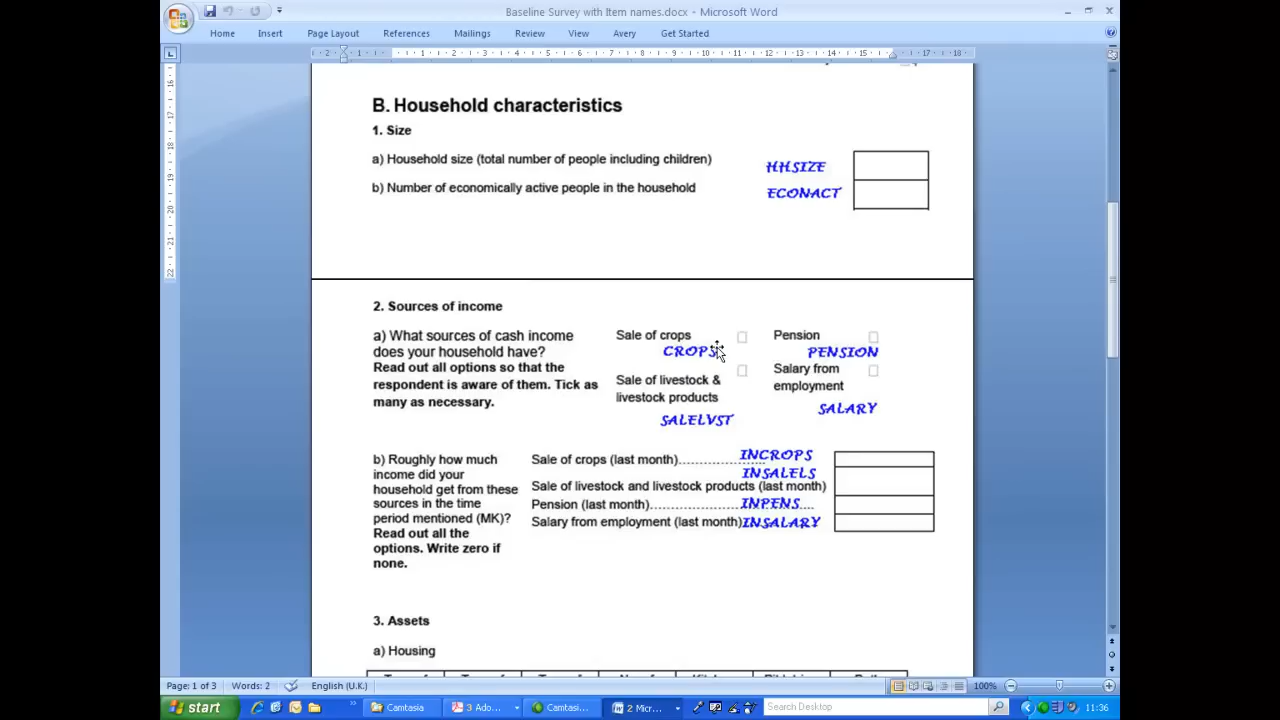 Baseline Survey with Item names.docx - Microsoft Word
Home Insert Page Layout References Mailings Review View Avery Get Started
B. Household characteristics
1. Size
a) Household size (total number of people including children) HHSIZE
b) Number of economically active people in the household ECONACT
2. Sources of income
a) What sources of cash income
does your household have?
Read out all options so that the
respondent is aware of them. Tick as
many as necessary.
Sale of crops
CROPS
Sale of livestock &
livestock products
SALELVST
Pension
PENSION
Salary from
employment
SALARY
b) Roughly how much
income did your
household get from these
sources in the time
period mentioned (MK)?
Read out all the
options. Write zero if
none.
Sale of crops (last month)........................ INCROPS
INSALELS
Sale of livestock and livestock products (last month)
Pension (last month)........................ INPENS....
Salary from employment (last month) INSALARY
3. Assets
a) Housing
Page: 1 of 3 Words: 2 English (U.K.) 100%
start Camtasia 3 Ado... Camtasi... 2 Micr... Search Desktop 11:36